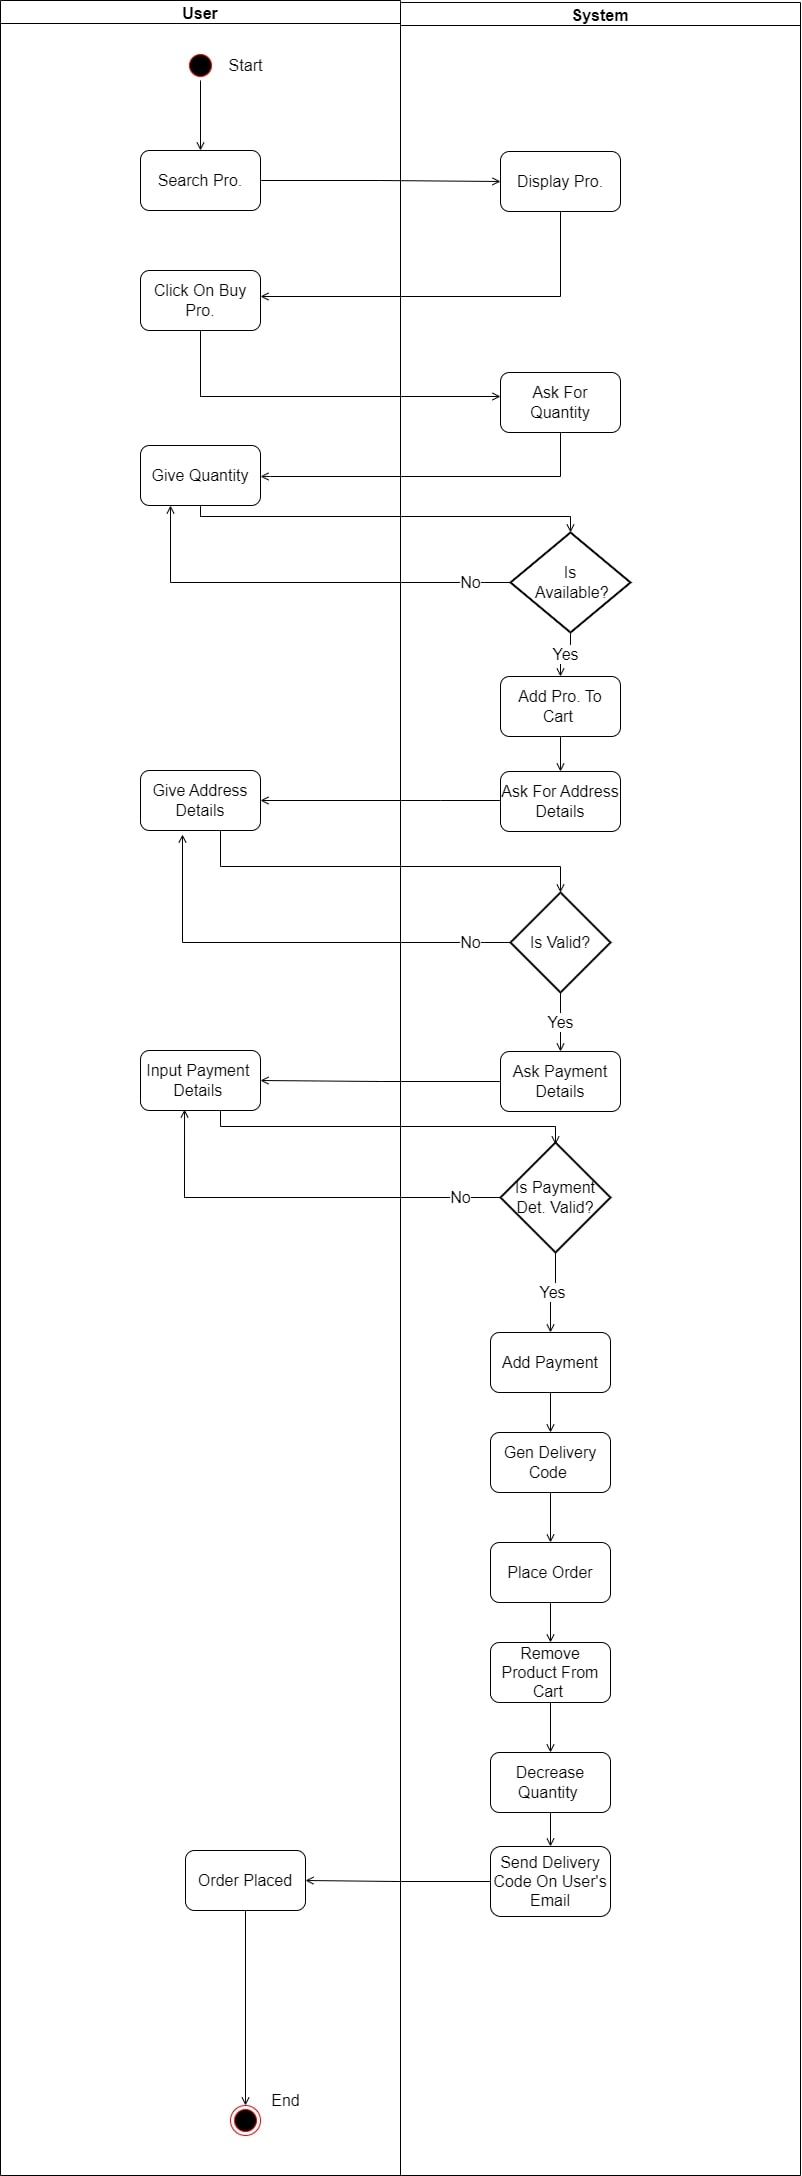 User
System
Start
Search Pro.
Display Pro.
Click On Buy
Pro.
Ask For
Quantity
Give Quantity
Is
Available?
No
Yes
Add Pro. To
Cart
Give Address
Details
Ask For Address
Details
Is Valid?
No
Yes
Input Payment
Details
Ask Payment
Details
Is Payment
Det. Valid?
No
Yes
Add Payment
Gen Delivery
Code
Place Order
Remove
Product From
Cart
Decrease
Quantity
Send Delivery
Code On User's
Email
Order Placed
End